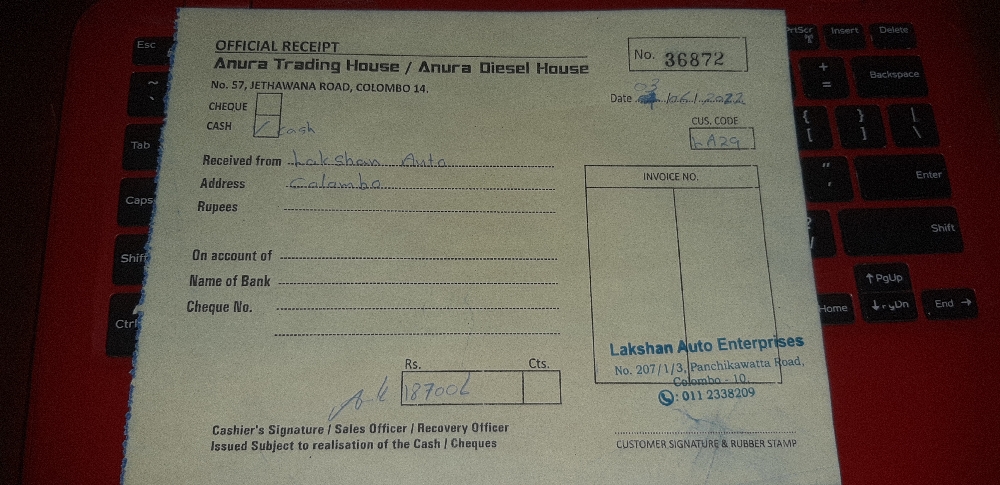 OFFICIAL RECEIPT
Anura Trading House / Anura Diesel House
No. 57, JETHAWANA ROAD, COLOMBO 14.
No. 36872
Date 03 /06/2022
CHEQUE
CASH / cash
CUS. CODE
LA29
Received from Lakshan Auto
Address Colombo
Rupees
INVOICE NO.
On account of
Name of Bank
Cheque No.
Rs. Cts.
Lakshan Auto Enterprises
No. 207/1/3, Panchikawatta Road,
Colombo - 10.
: 011 2338209
Cashier's Signature / Sales Officer / Recovery Officer
Issued Subject to realisation of the Cash / Cheques
CUSTOMER SIGNATURE & RUBBER STAMP
Esc
~
`
Tab
Caps
Shift
Ctrl
PrtScr
Insert
Delete
+
=
Backspace
{
[
}
]
|
\
"
,
Enter
?
/
Shift
↑ PgUp
Home
↓ PgDn
End →